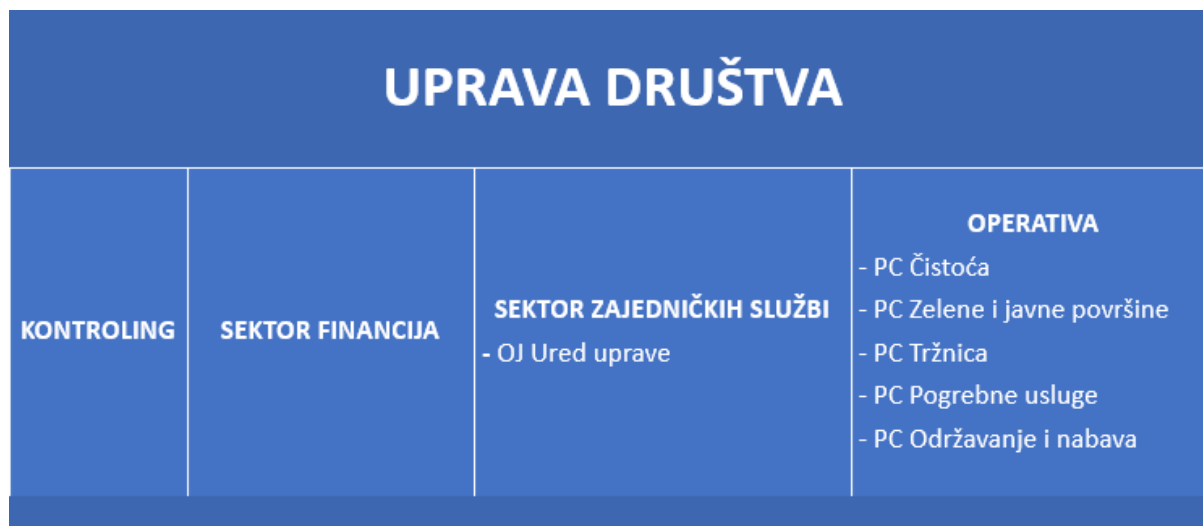 UPRAVA DRUŠTVA
KONTROLING
SEKTOR FINANCIJA
SEKTOR ZAJEDNIČKIH SLUŽBI
- OJ Ured uprave
OPERATIVA
- PC Čistoća
- PC Zelene i javne površine
- PC Tržnica
- PC Pogrebne usluge
- PC Održavanje i nabava